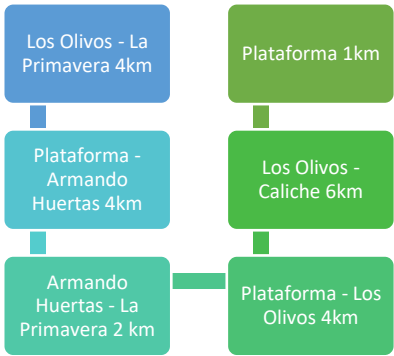 Los Olivos - La
Primavera 4km
Plataforma -
Armando
Huertas 4km
Armando
Huertas - La
Primavera 2 km
Plataforma - Los
Olivos 4km
Los Olivos -
Caliche 6km
Plataforma 1km